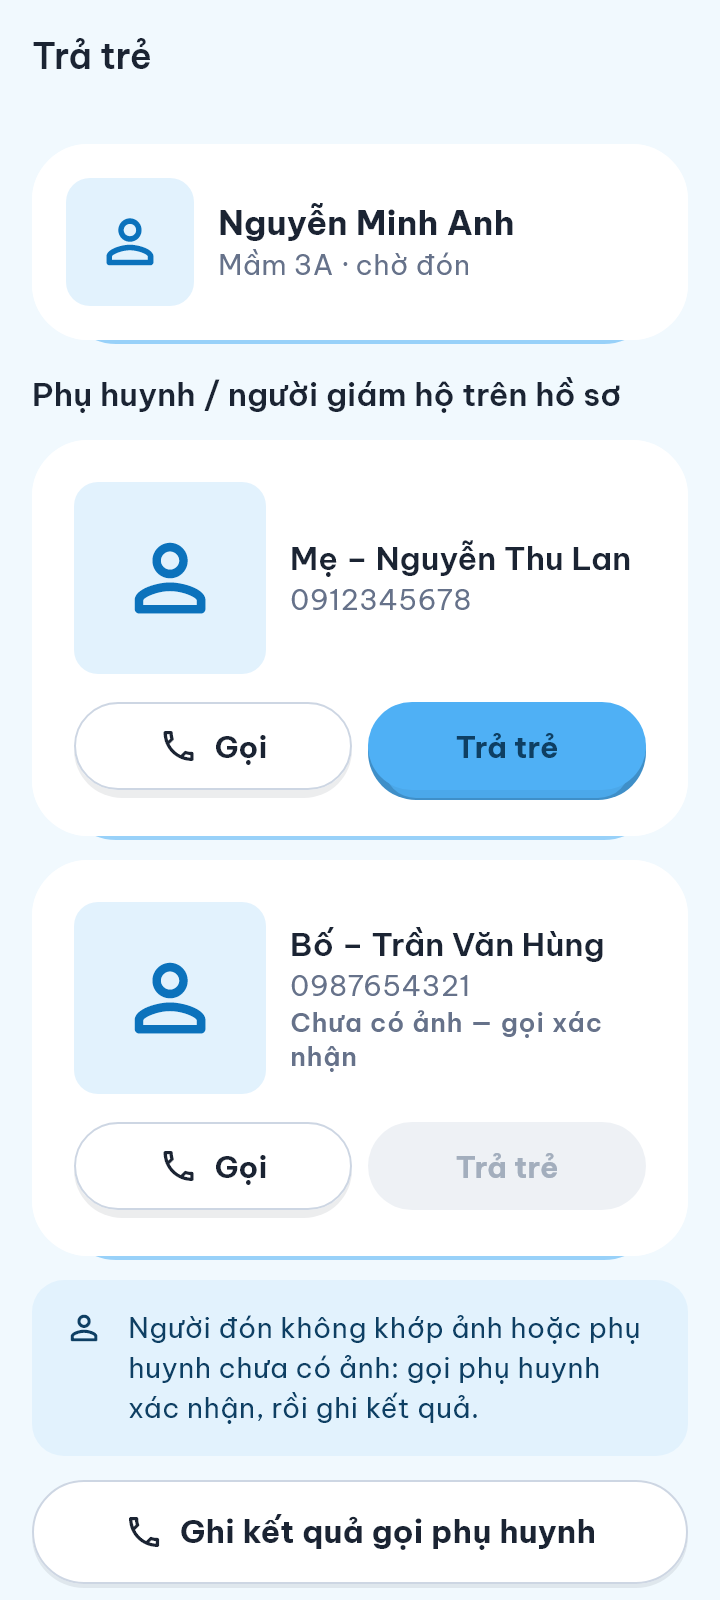 Trả trẻ
Nguyễn Minh Anh
Mầm 3A · chờ đón
Phụ huynh / người giám hộ trên hồ sơ
Mẹ – Nguyễn Thu Lan
0912345678
Gọi
Trả trẻ
Bố – Trần Văn Hùng
0987654321
Chưa có ảnh — gọi xác
nhận
Gọi
Trả trẻ
Người đón không khớp ảnh hoặc phụ
huynh chưa có ảnh: gọi phụ huynh
xác nhận, rồi ghi kết quả.
Ghi kết quả gọi phụ huynh